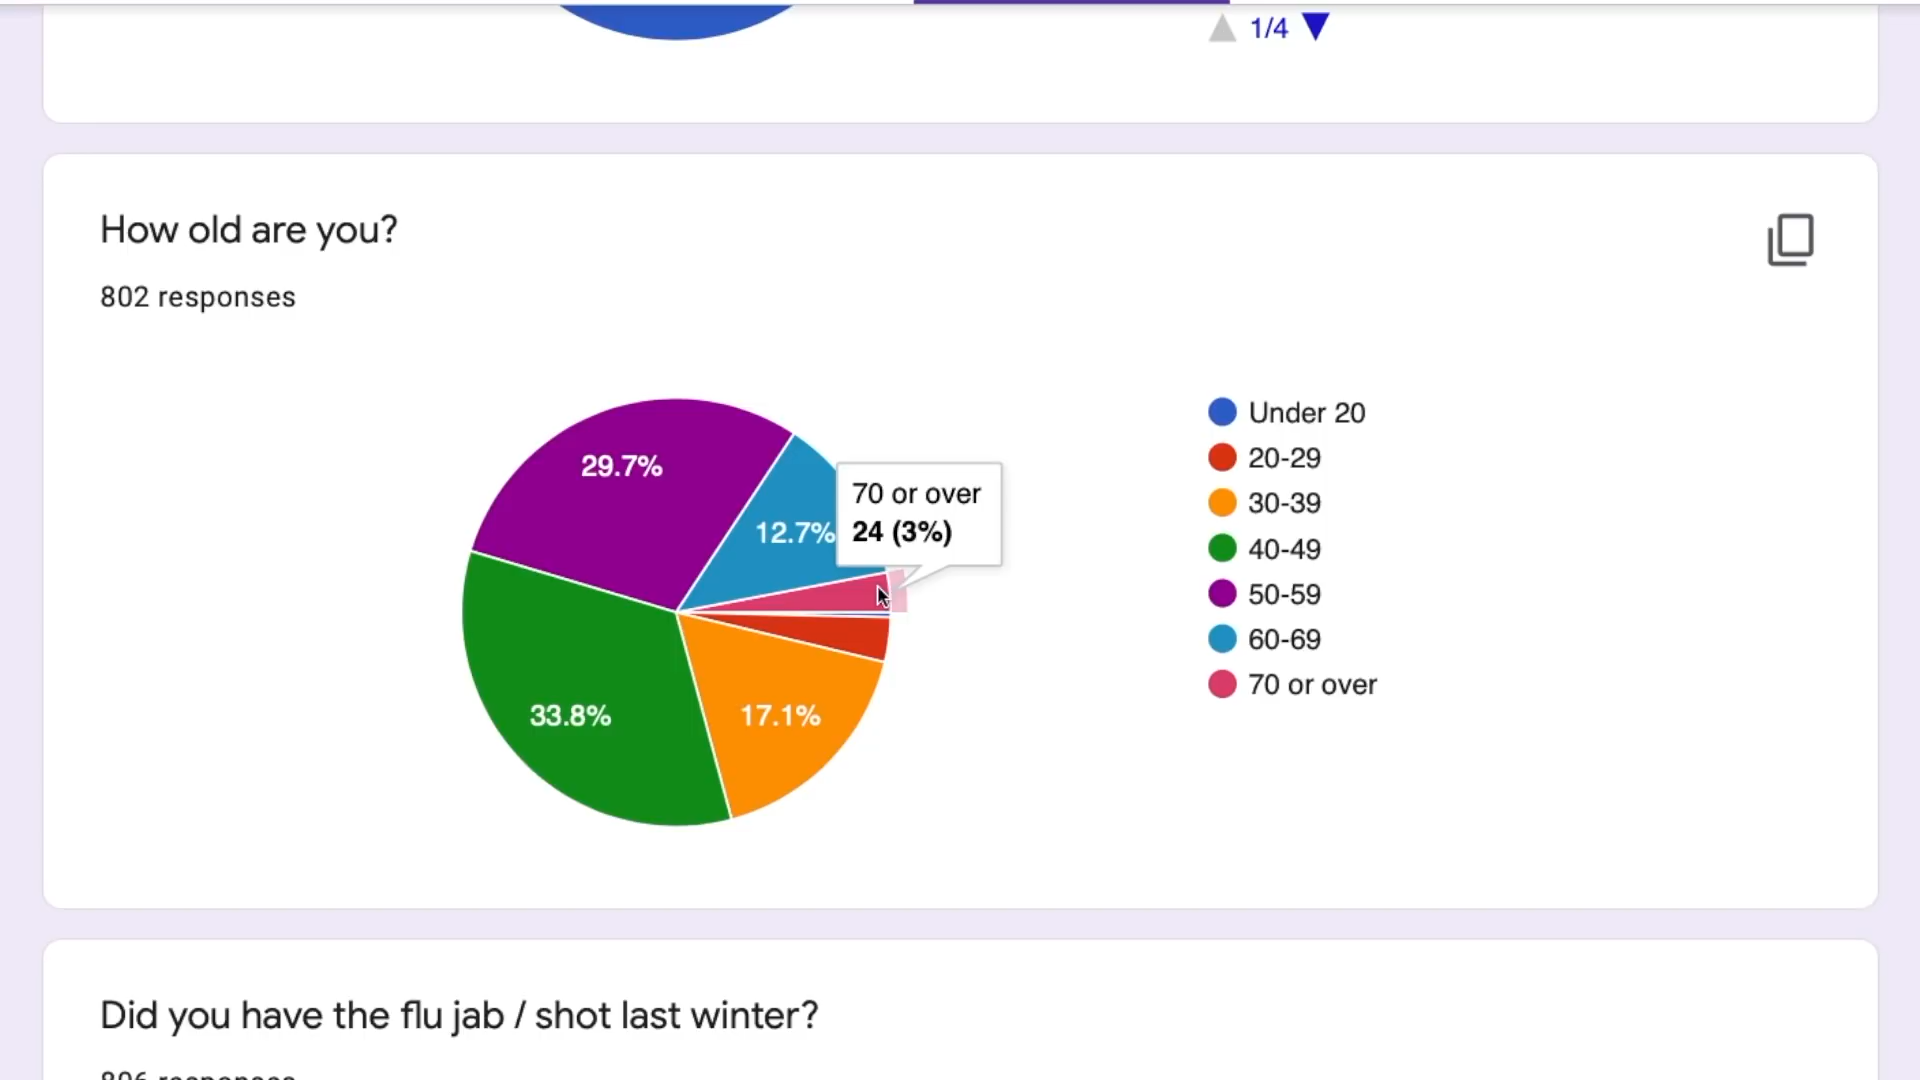 1/4
How old are you?
802 responses
29.7%
12.7%
70 or over
24 (3%)
33.8%
17.1%
Under 20
20-29
30-39
40-49
50-59
60-69
70 or over
Did you have the flu jab / shot last winter?